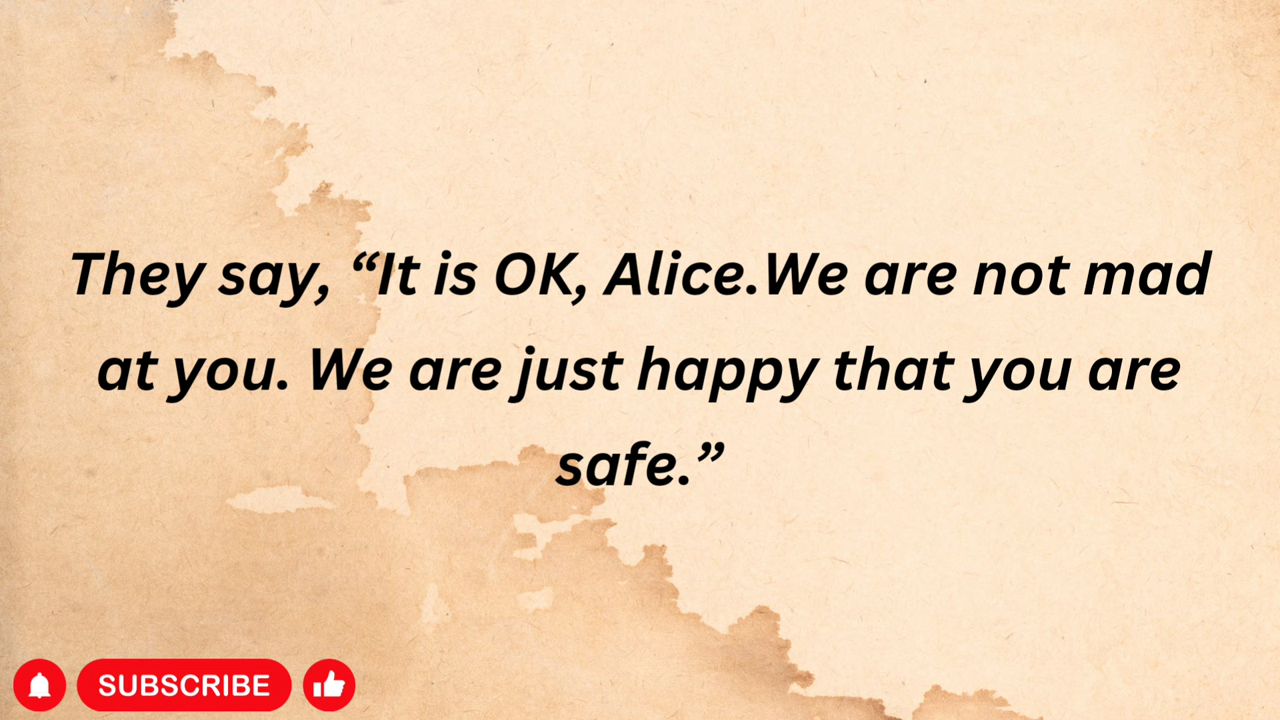 They say, “It is OK, Alice.We are not mad
at you. We are just happy that you are
safe.”
SUBSCRIBE